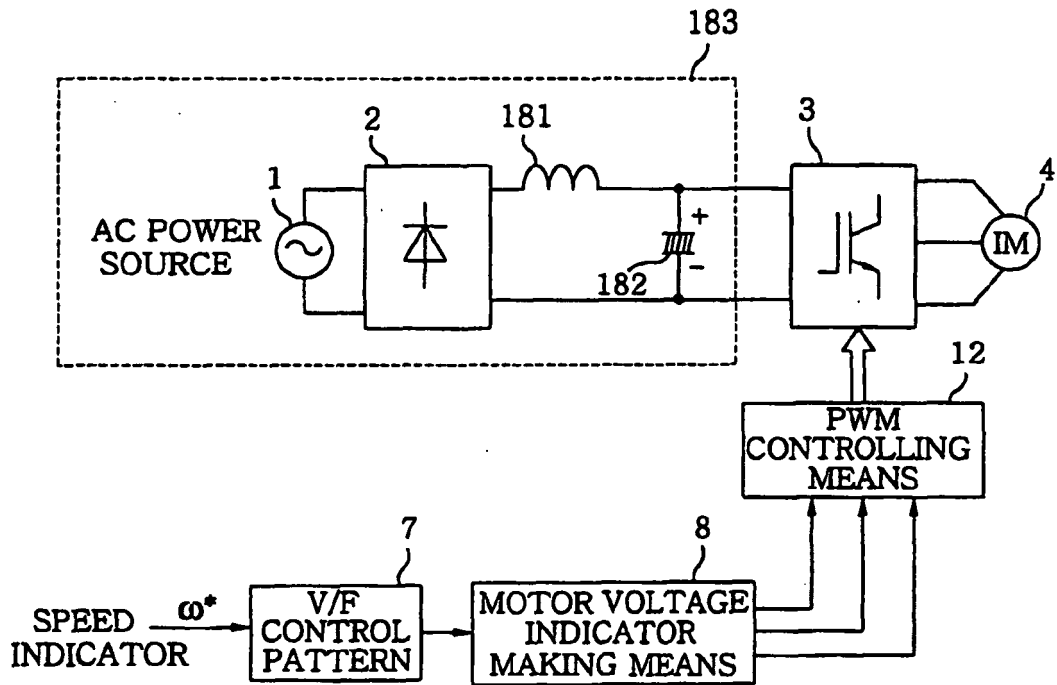 183
2
181
3
1
4
AC POWER
SOURCE
+
182
-
IM
12
PWM
CONTROLLING
MEANS
7
8
SPEED
INDICATOR
ω*
V/F
CONTROL
PATTERN
MOTOR VOLTAGE
INDICATOR
MAKING MEANS